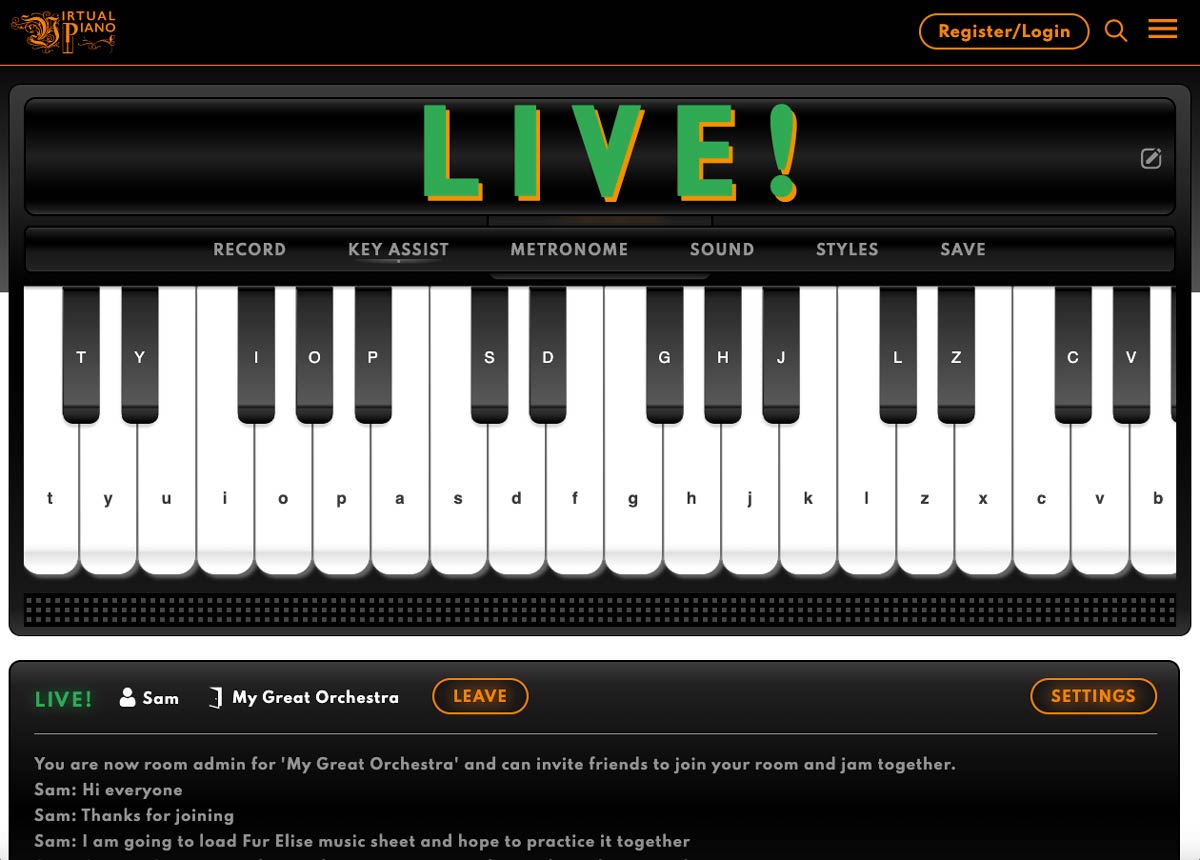 VIRTUAL
PIANO
Register/Login
LIVE!
RECORD KEY ASSIST METRONOME SOUND STYLES SAVE
T Y I O P S D G H J L Z C V
t y u i o p a s d f g h j k l z x c v b
LIVE! Sam My Great Orchestra LEAVE SETTINGS
You are now room admin for 'My Great Orchestra' and can invite friends to join your room and jam together.
Sam: Hi everyone
Sam: Thanks for joining
Sam: I am going to load Fur Elise music sheet and hope to practice it together